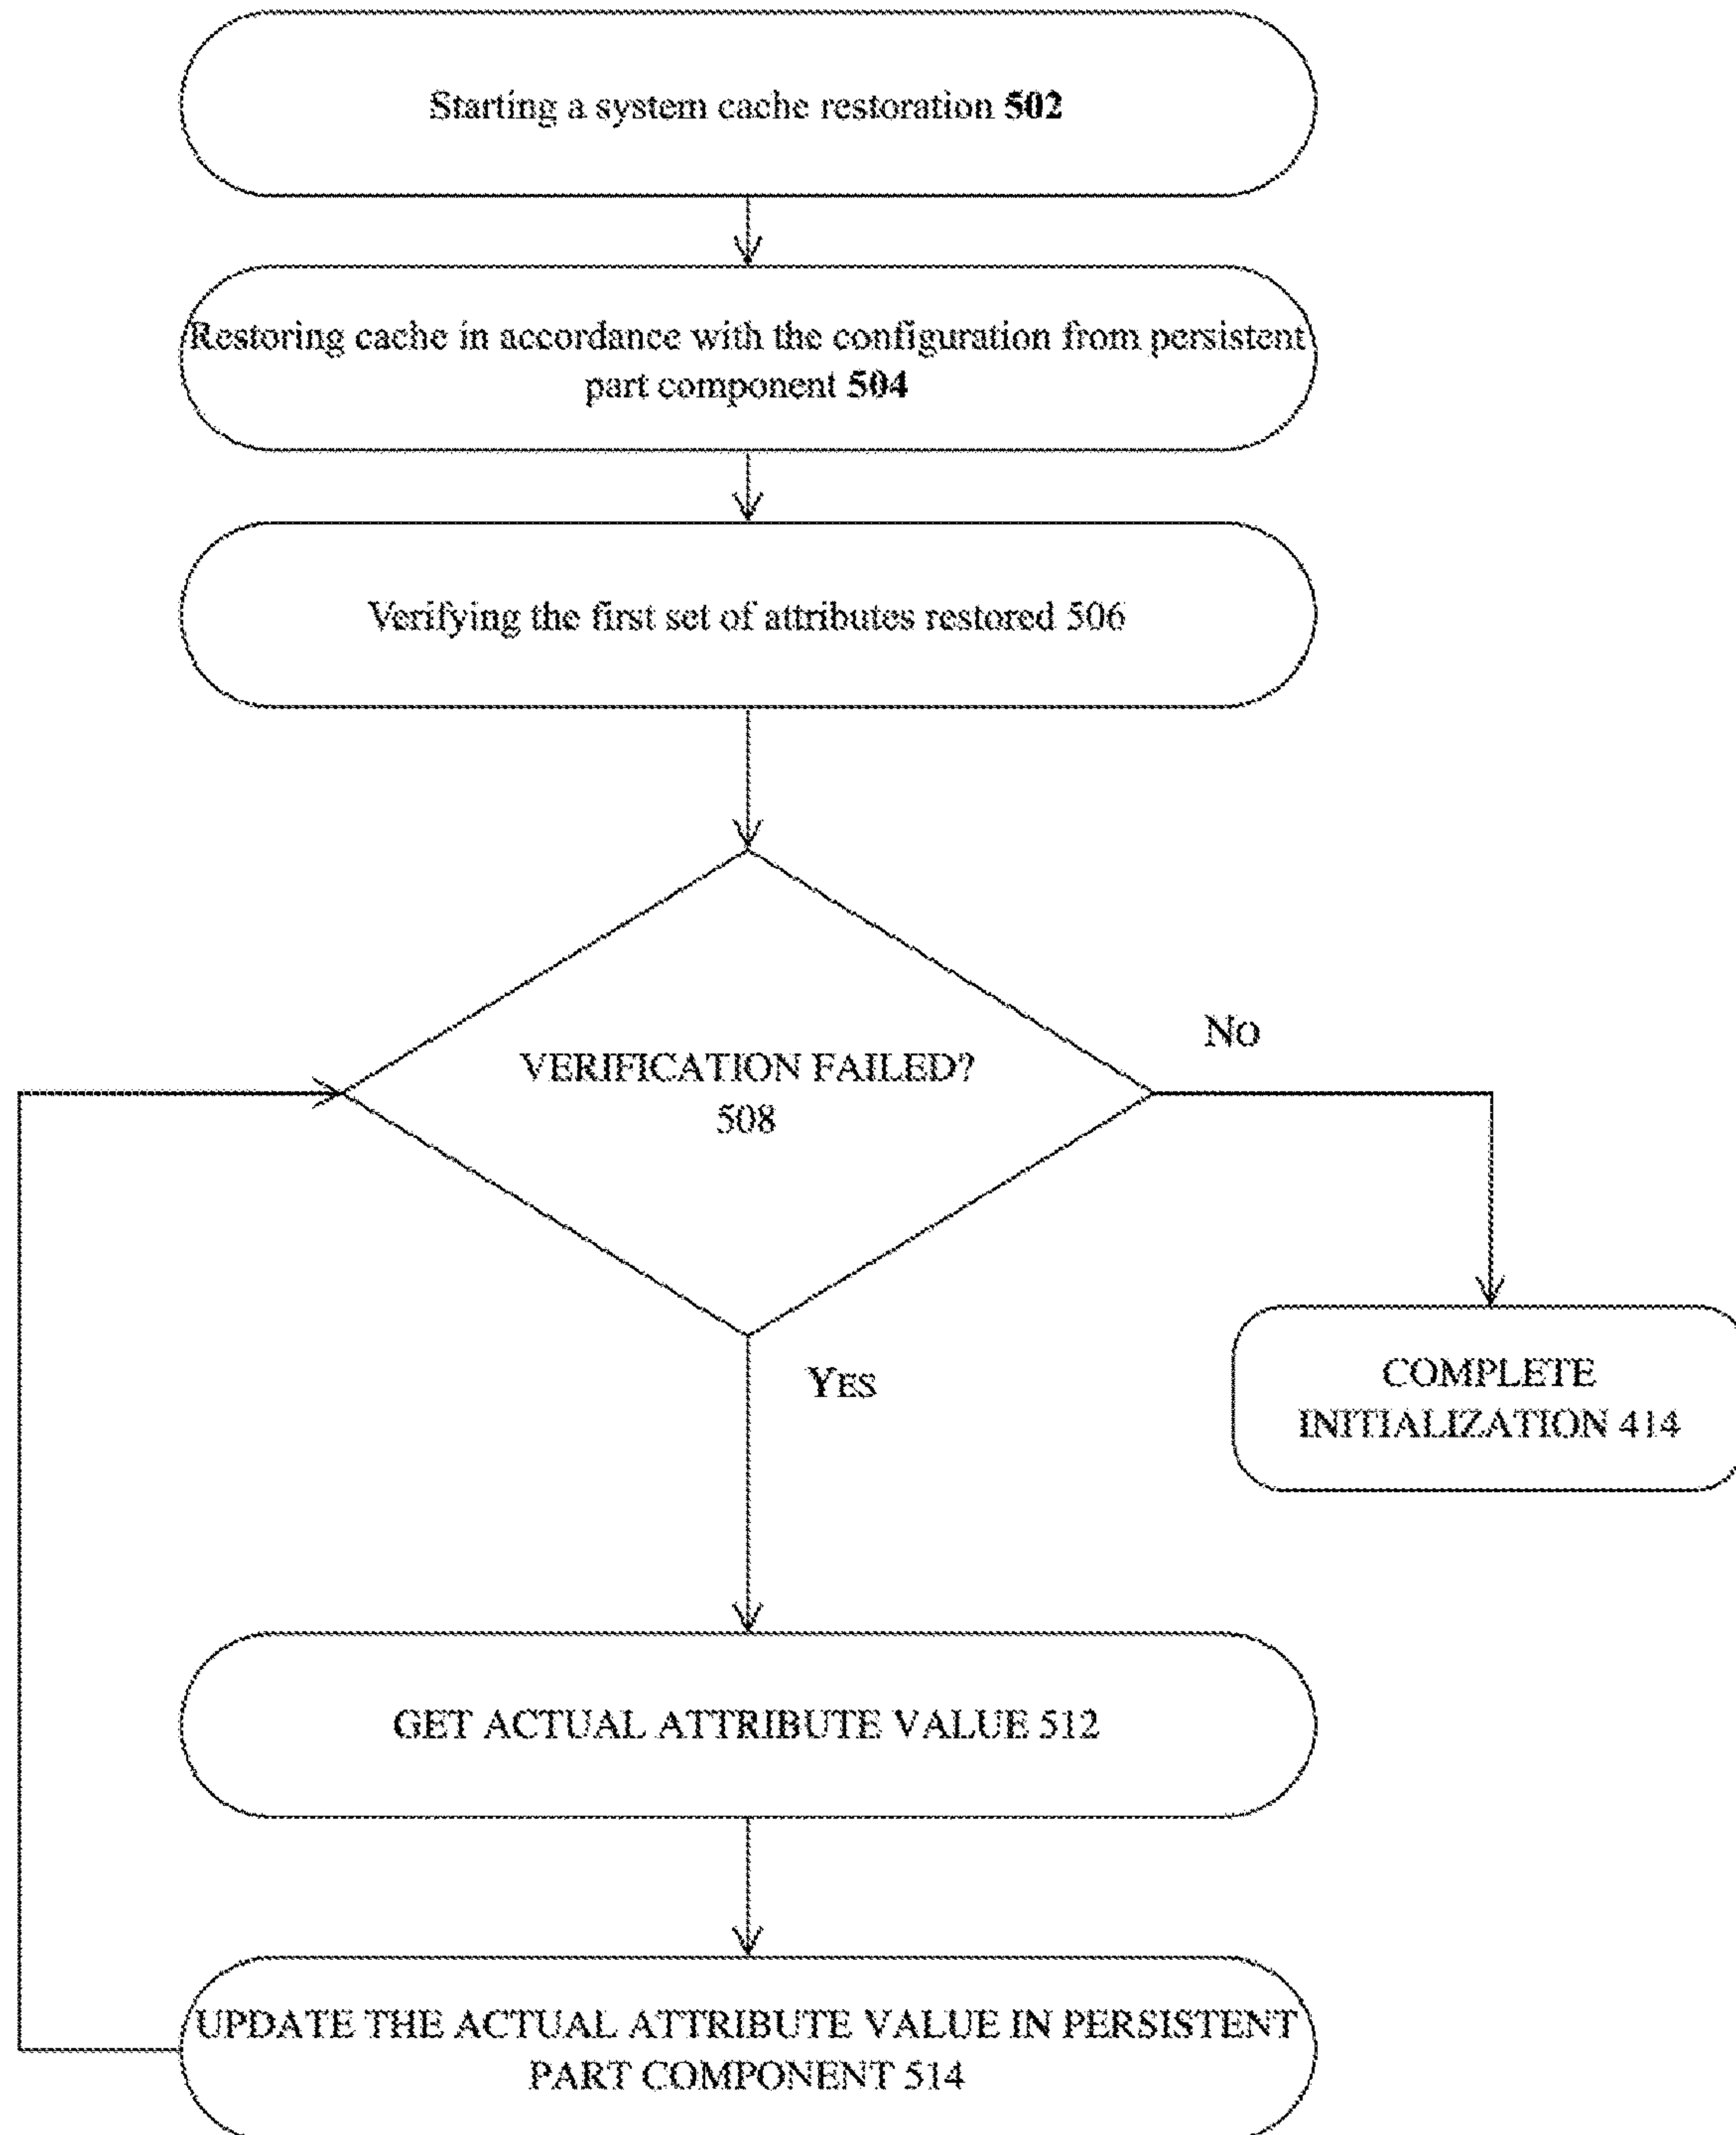 Starting a system cache restoration 502
Restoring cache in accordance with the configuration from persistent
part component 504
Verifying the first set of attributes restored 506
VERIFICATION FAILED?
508
NO
YES
COMPLETE
INITIALIZATION 414
GET ACTUAL ATTRIBUTE VALUE 512
UPDATE THE ACTUAL ATTRIBUTE VALUE IN PERSISTENT
PART COMPONENT 514